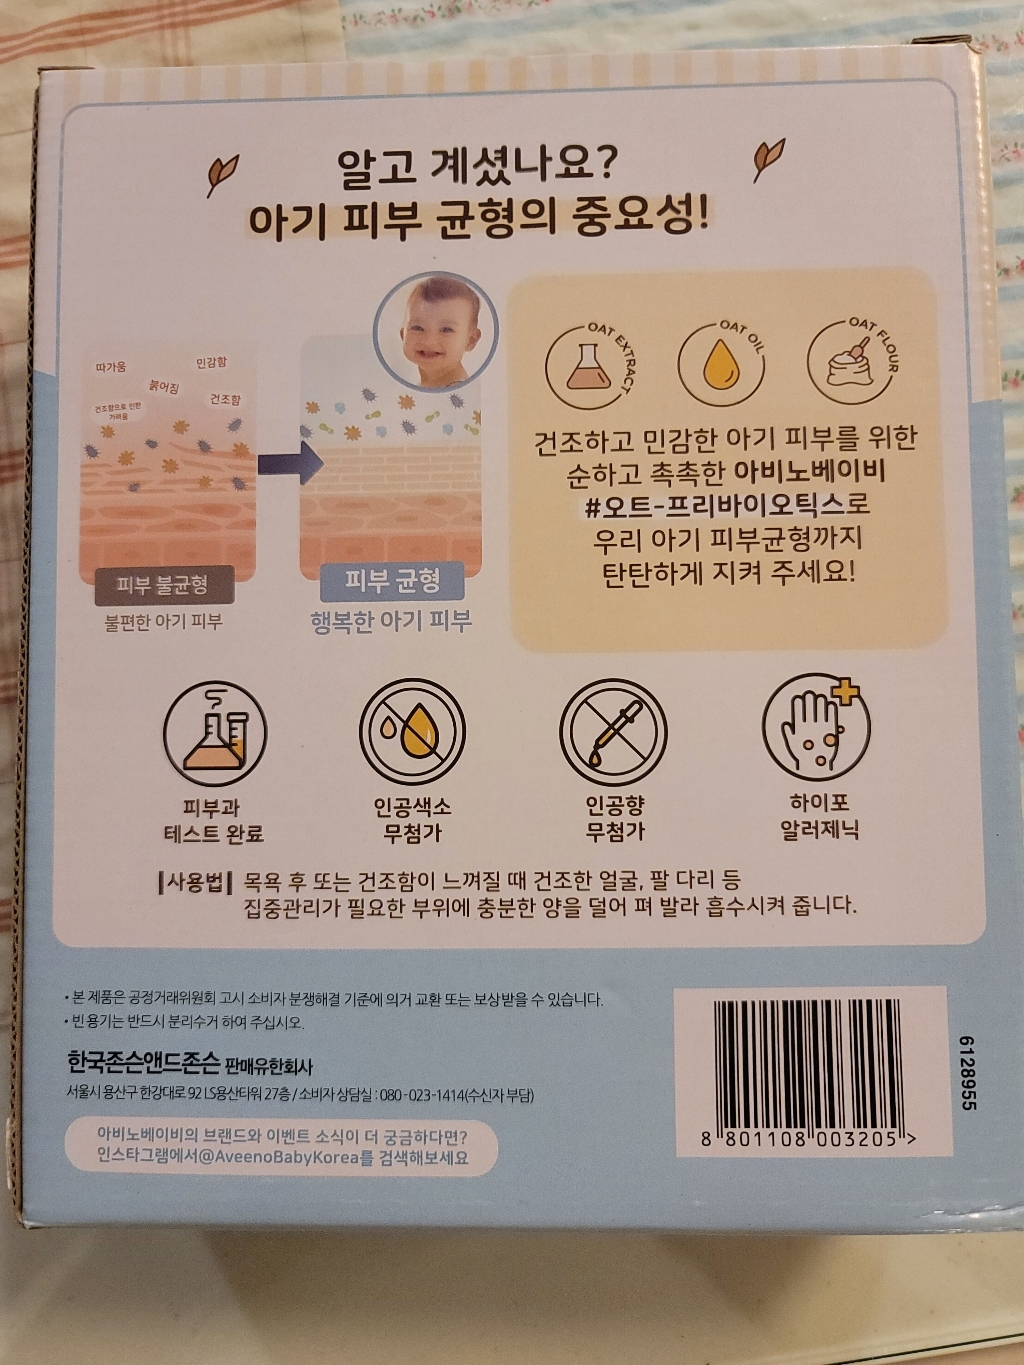 알고 계셨나요?
아기 피부 균형의 중요성!
따가움
민감함
붉어짐
건조함
건조함으로 인한
가려움
피부 불균형
불편한 아기 피부
피부 균형
행복한 아기 피부
OAT EXTRACT
OAT OIL
OAT FLOUR
건조하고 민감한 아기 피부를 위한
순하고 촉촉한 아비노베이비
#오트-프리바이오틱스로
우리 아기 피부균형까지
탄탄하게 지켜 주세요!
피부과
테스트 완료
인공색소
무첨가
인공향
무첨가
하이포
알러제닉
사용법 목욕 후 또는 건조함이 느껴질 때 건조한 얼굴, 팔 다리 등
집중관리가 필요한 부위에 충분한 양을 덜어 펴 발라 흡수시켜 줍니다.
• 본 제품은 공정거래위원회 고시 소비자 분쟁해결 기준에 의거 교환 또는 보상받을 수 있습니다.
• 빈 용기는 반드시 분리수거 하여 주십시오.
한국존슨앤드존슨 판매유한회사
서울시 용산구 한강대로 92 LS용산타워 27층 / 소비자 상담실 : 080-023-1414(수신자 부담)
아비노베이비의 브랜드와 이벤트 소식이 더 궁금하다면?
인스타그램에서@AveenoBabyKorea를 검색해보세요
8 801108 003205 >
6128955